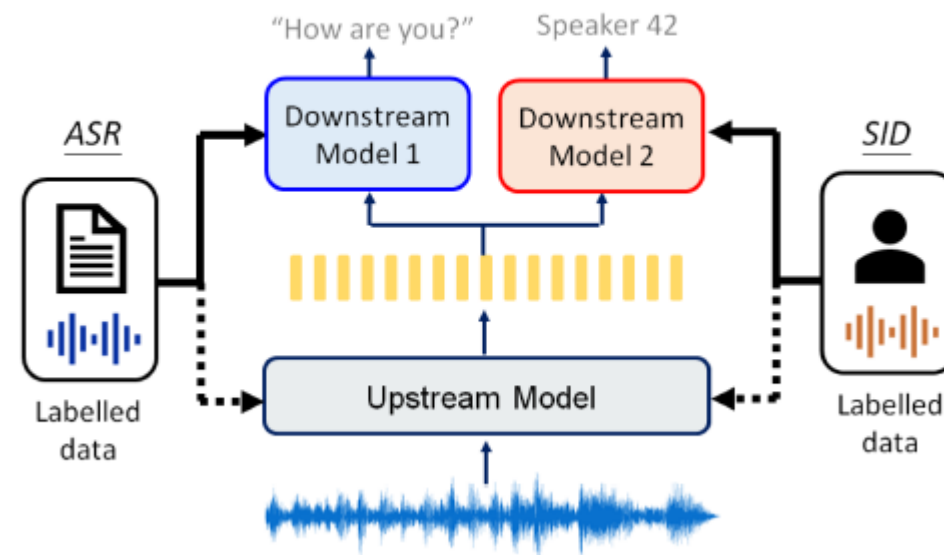 “How are you?”
Speaker 42
ASR
Downstream
Model 1
Downstream
Model 2
SID
Upstream Model
Labelled
data
Labelled
data